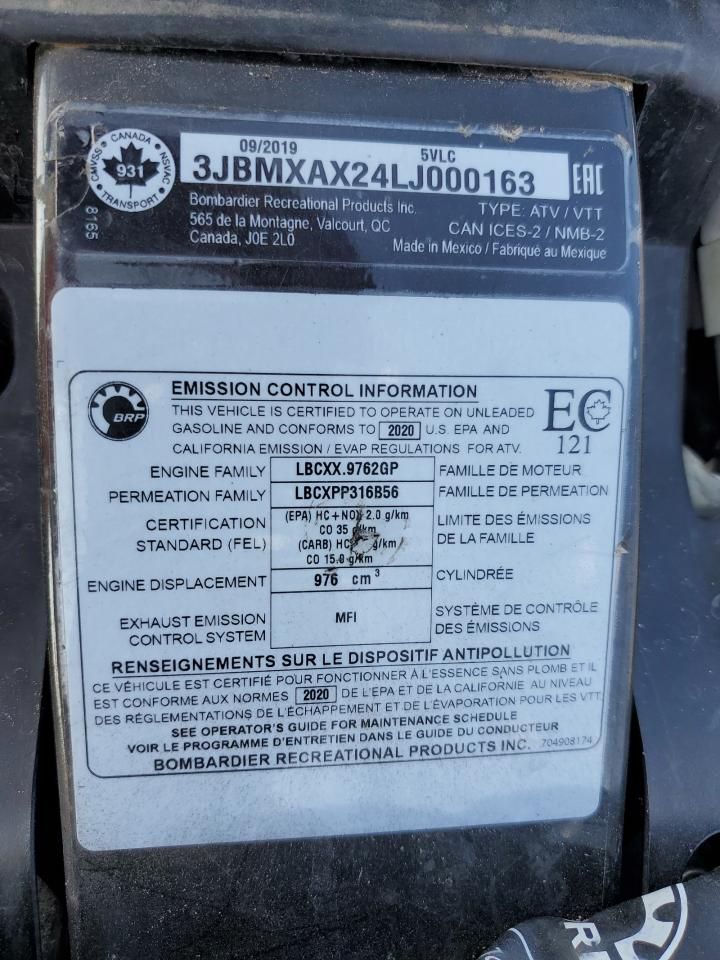 CANADA
CMVSS
NSVAC
931
TRANSPORT
8165
09/2019 5VLC
3JBMXAX24LJ000163
EAC
Bombardier Recreational Products Inc.
565 de la Montagne, Valcourt, QC
Canada, J0E 2L0
TYPE: ATV / VTT
CAN ICES-2 / NMB-2
Made in Mexico / Fabriqué au Mexique
BRP
EMISSION CONTROL INFORMATION
THIS VEHICLE IS CERTIFIED TO OPERATE ON UNLEADED
GASOLINE AND CONFORMS TO 2020 U.S. EPA AND
CALIFORNIA EMISSION / EVAP REGULATIONS FOR ATV.
EC
121
ENGINE FAMILY LBCXX.9762GP FAMILLE DE MOTEUR
PERMEATION FAMILY LBCXPP316B56 FAMILLE DE PERMEATION
CERTIFICATION
STANDARD (FEL)
(EPA) HC+NOX 2.0 g/km
CO 35 g/km
(CARB) HC g/km
CO 15.0 g/km
LIMITE DES ÉMISSIONS
DE LA FAMILLE
ENGINE DISPLACEMENT 976 cm³ CYLINDRÉE
EXHAUST EMISSION
CONTROL SYSTEM
MFI
SYSTÈME DE CONTRÔLE
DES ÉMISSIONS
RENSEIGNEMENTS SUR LE DISPOSITIF ANTIPOLLUTION
CE VÉHICULE EST CERTIFIÉ POUR FONCTIONNER À L'ESSENCE SANS PLOMB ET IL
EST CONFORME AUX NORMES 2020 DE L'EPA ET DE LA CALIFORNIE AU NIVEAU
DES RÉGLEMENTATIONS DE L'ÉCHAPPEMENT ET DE L'ÉVAPORATION POUR LES VTT.
SEE OPERATOR'S GUIDE FOR MAINTENANCE SCHEDULE
VOIR LE PROGRAMME D'ENTRETIEN DANS LE GUIDE DU CONDUCTEUR
BOMBARDIER RECREATIONAL PRODUCTS INC. 704908174